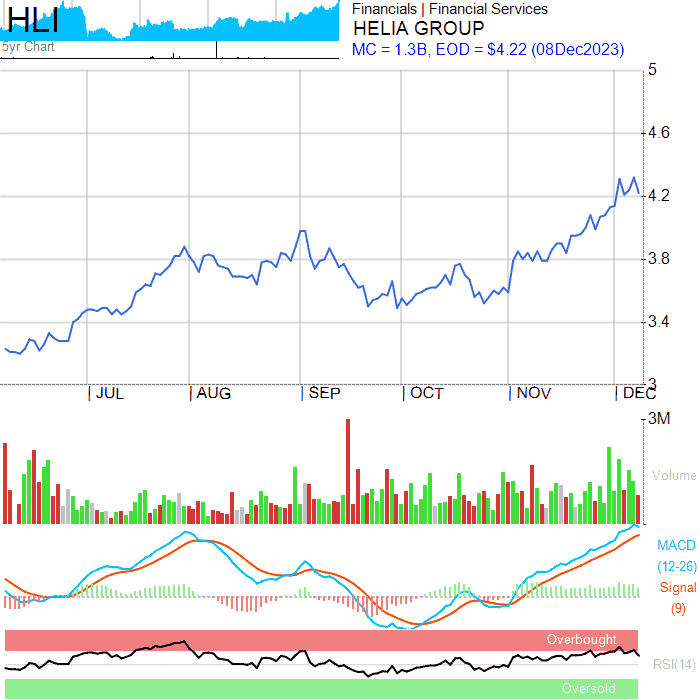 HLI
5yr Chart
Financials | Financial Services
HELIA GROUP
MC = 1.3B, EOD = $4.22 (08Dec2023)
5
4.6
4.2
3.8
3.4
3
JUL
AUG
SEP
OCT
NOV
DEC
3M
Volume
MACD
(12-26)
Signal
(9)
Overbought
RSI(14)
Oversold